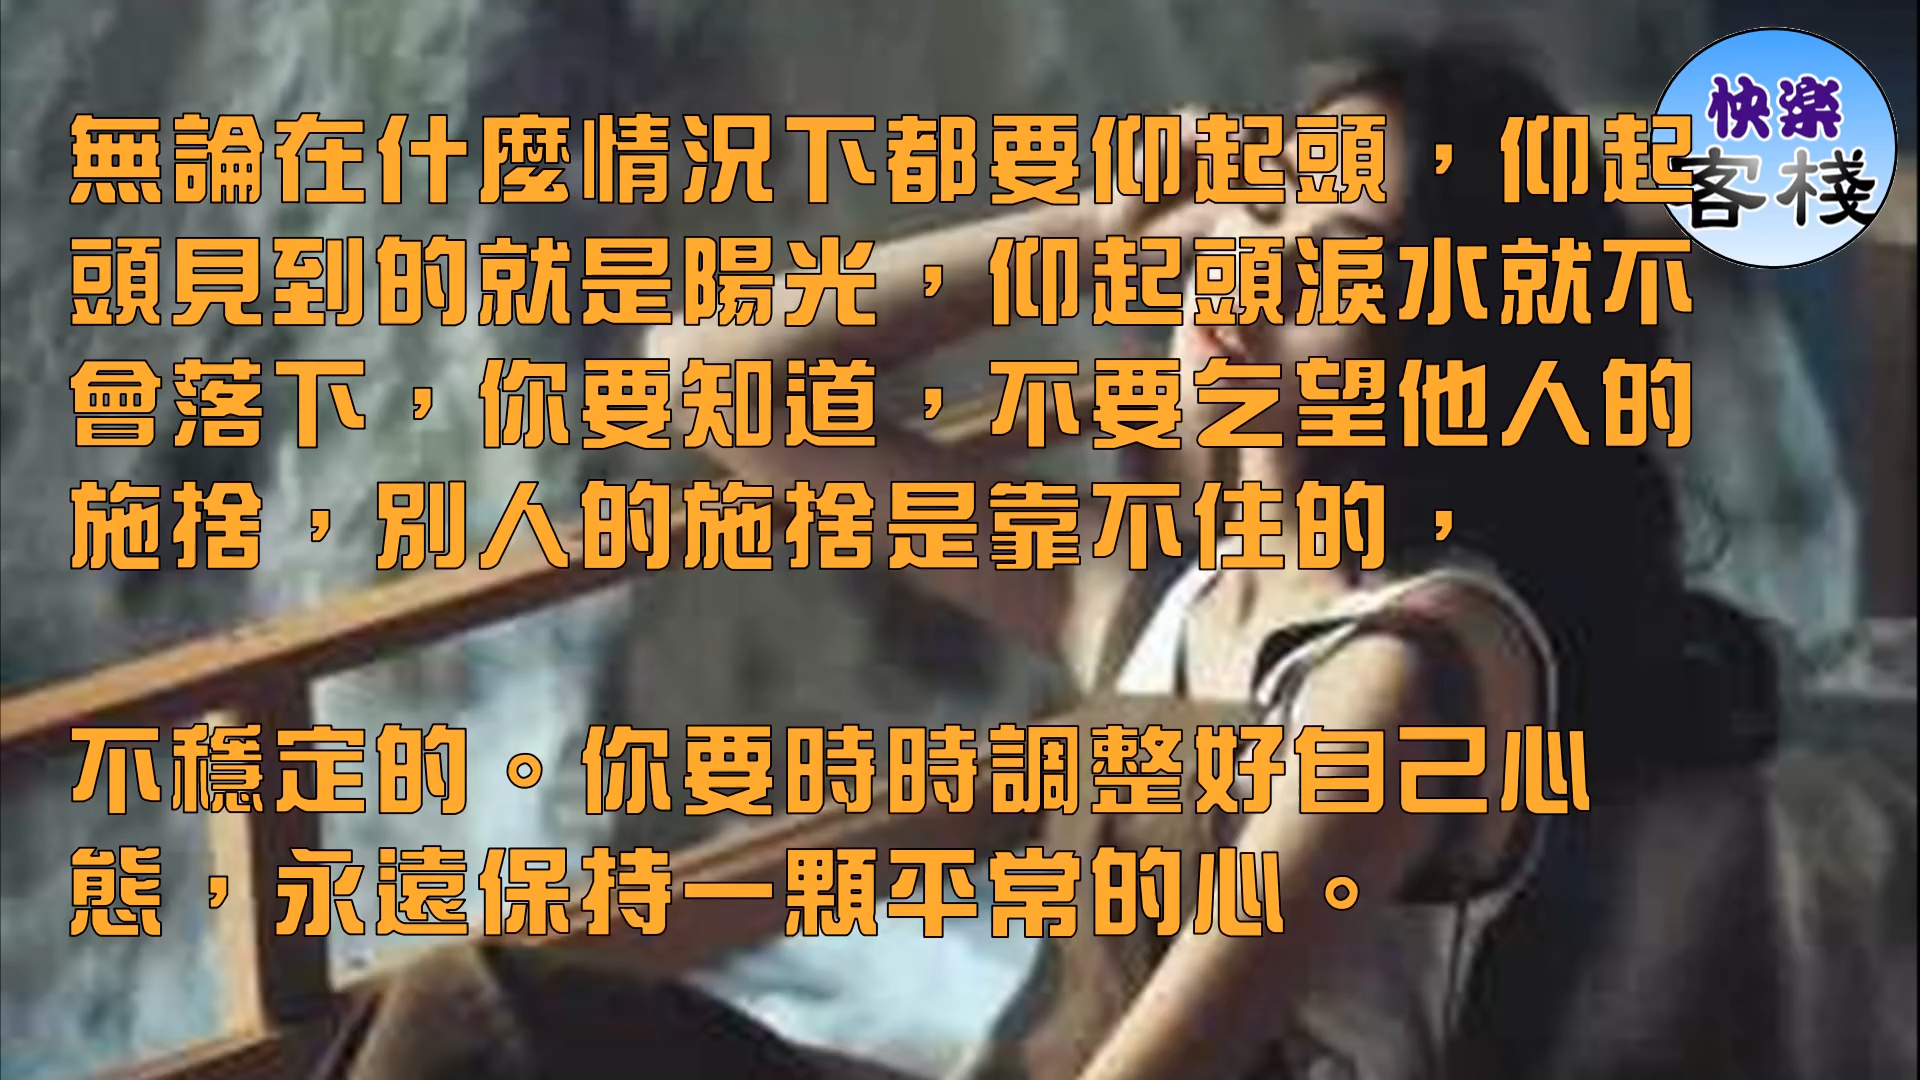 快樂
客棧
無論在什麼情況下都要仰起頭，仰起
頭見到的就是陽光，仰起頭淚水就不
會落下，你要知道，不要乞望他人的
施捨，別人的施捨是靠不住的，
不穩定的。你要時時調整好自己心
態，永遠保持一顆平常的心。